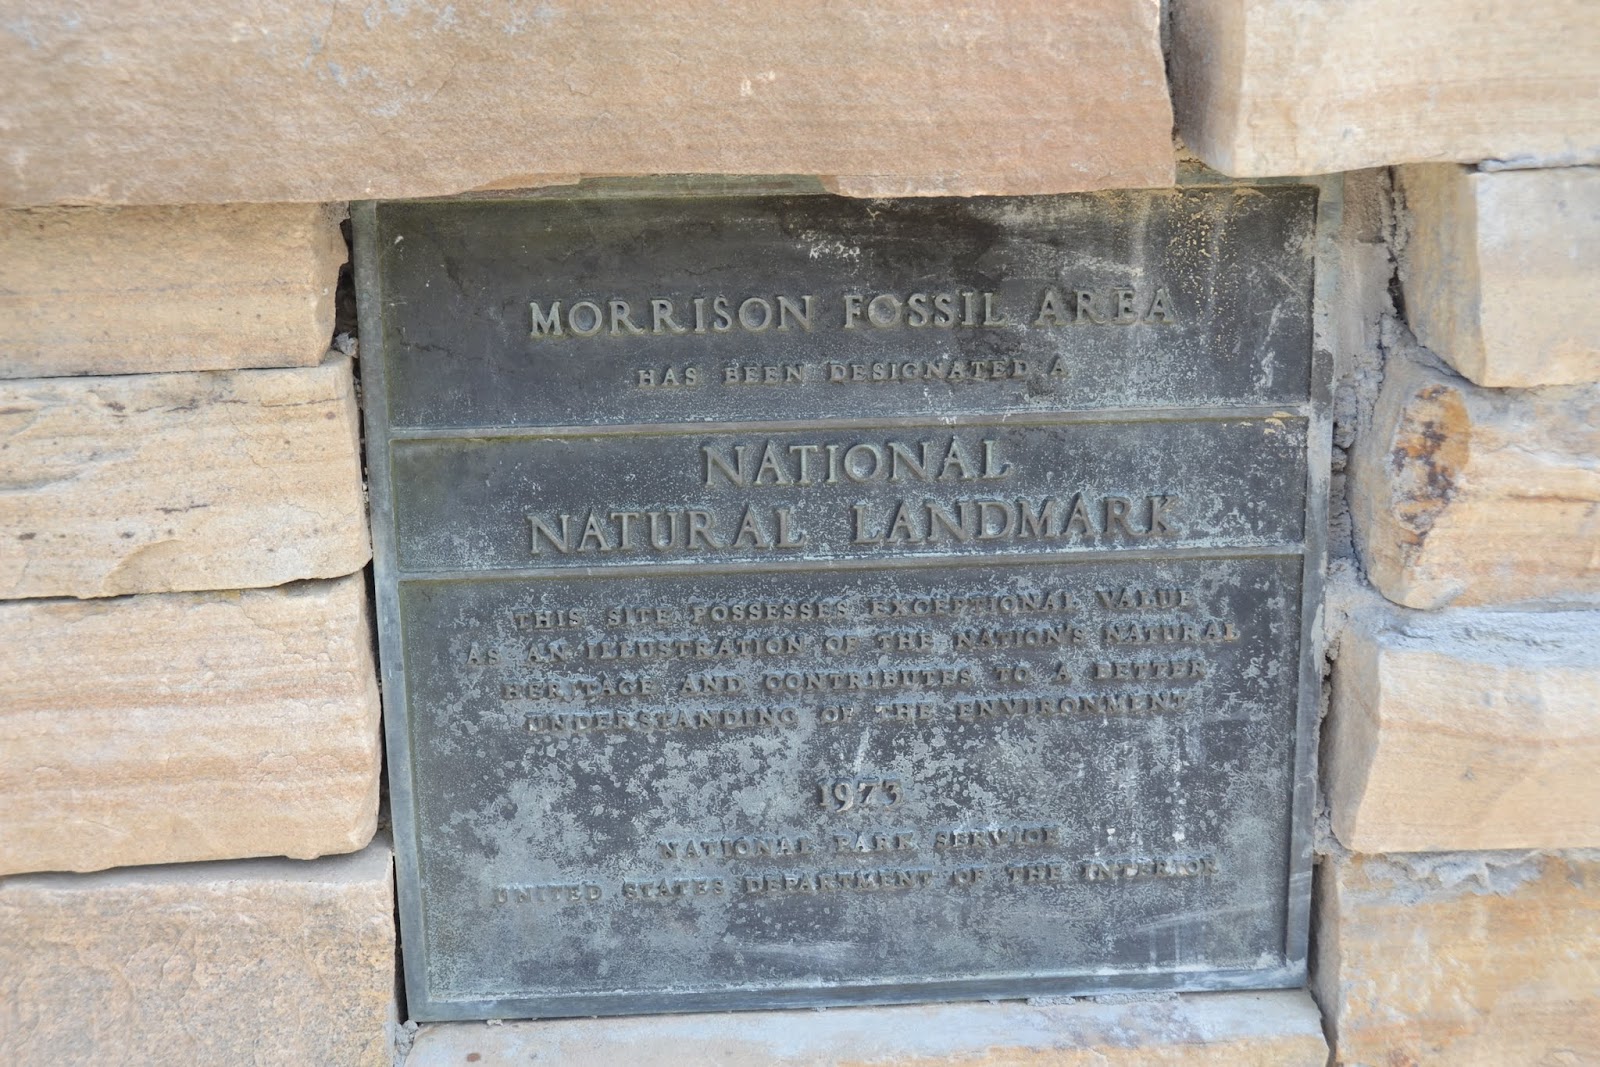 MORRISON FOSSIL AREA
HAS BEEN DESIGNATED A
NATIONAL
NATURAL LANDMARK
THIS SITE POSSESSES EXCEPTIONAL VALUE
AS AN ILLUSTRATION OF THE NATION'S NATURAL
HERITAGE AND CONTRIBUTES TO A BETTER
UNDERSTANDING OF THE ENVIRONMENT
1973
NATIONAL PARK SERVICE
UNITED STATES DEPARTMENT OF THE INTERIOR